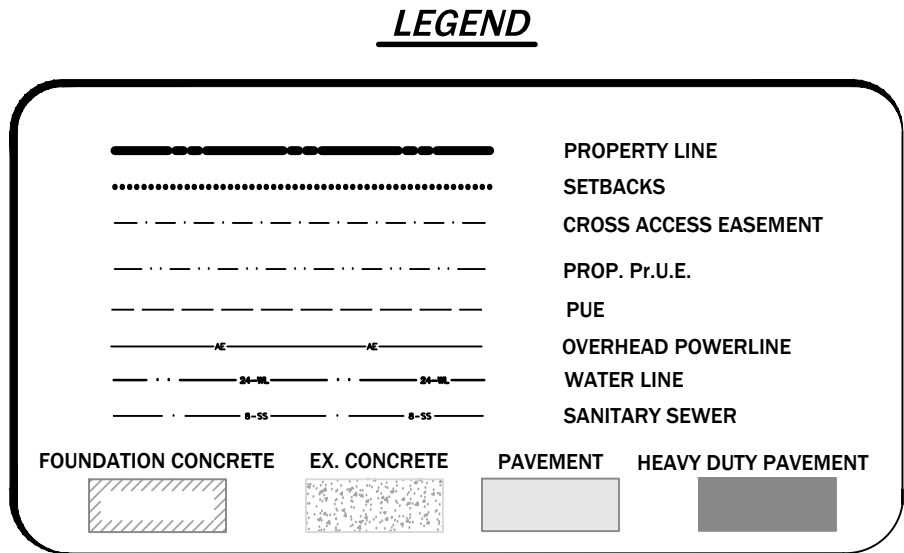 LEGEND
PROPERTY LINE
SETBACKS
CROSS ACCESS EASEMENT
PROP. Pr.U.E.
PUE
AE AE OVERHEAD POWERLINE
24-WL 24-WL WATER LINE
8-SS 8-SS SANITARY SEWER
FOUNDATION CONCRETE EX. CONCRETE PAVEMENT HEAVY DUTY PAVEMENT